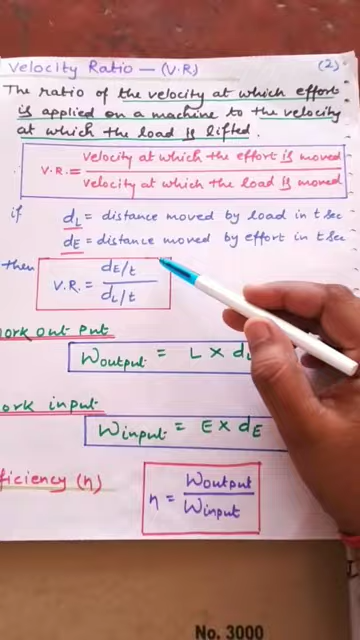 Velocity Ratio — (V.R.) (2)
The ratio of the velocity at which effort
is applied on a machine to the velocity
at which the load is lifted.
V.R. = velocity at which the effort is moved
velocity at which the load is moved
if dL = distance moved by load in t sec
dE = distance moved by effort in t sec
then V.R. = dE/t
dL/t
ork out put
Woutput = L × d
ork input
Winput = E × dE
ficiency (η)
η = Woutput
Winput
No. 3000